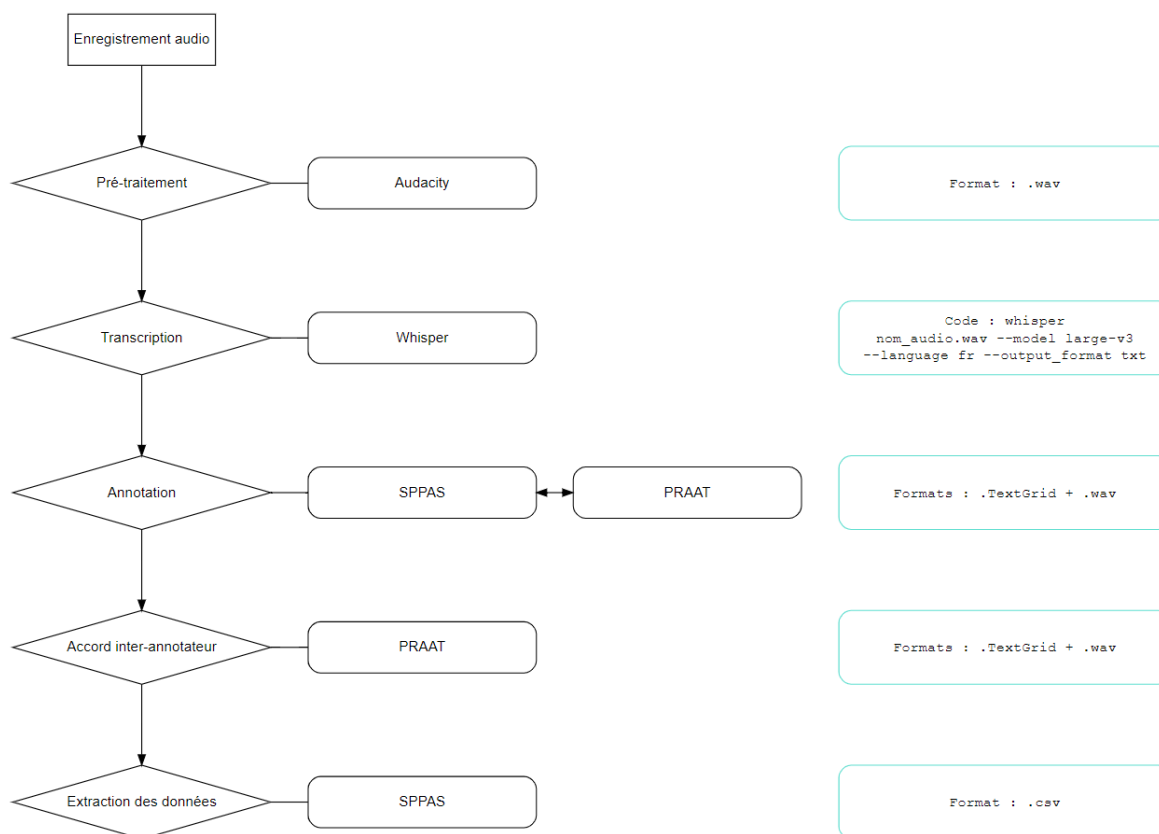 Enregistrement audio
Pré-traitement
Audacity
Format : .wav
Transcription
Whisper
Code : whisper
nom_audio.wav --model large-v3
--language fr --output_format txt
Annotation
SPPAS
PRAAT
Formats : .TextGrid + .wav
Accord inter-annotateur
PRAAT
Formats : .TextGrid + .wav
Extraction des données
SPPAS
Format : .csv